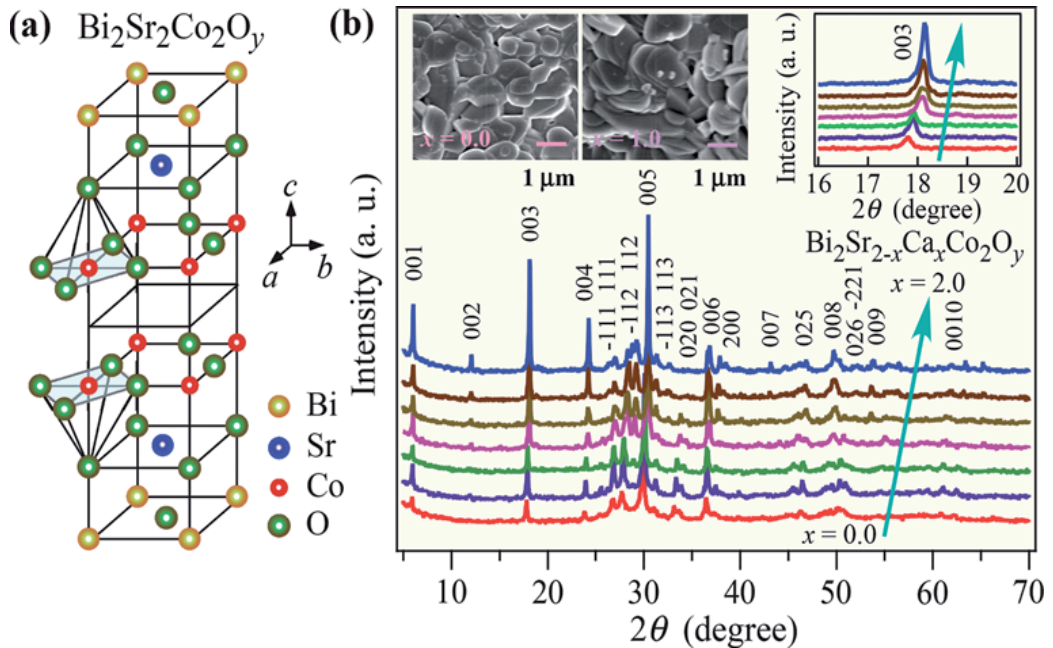 (a) Bi2Sr2Co2Oy
c
a
b
Bi
Sr
Co
O
(b)
x = 0.0
1 μm
x = 1.0
1 μm
Intensity (a. u.)
003
16 17 18 19 20
2θ (degree)
Intensity (a. u.)
001
002
003
004
-111 111
-112 112
005
-113 113
020 021
006
200
007
025
008
026 -221
009
0010
Bi2Sr2-xCaxCo2Oy
x = 2.0
x = 0.0
10 20 30 40 50 60 70
2θ (degree)